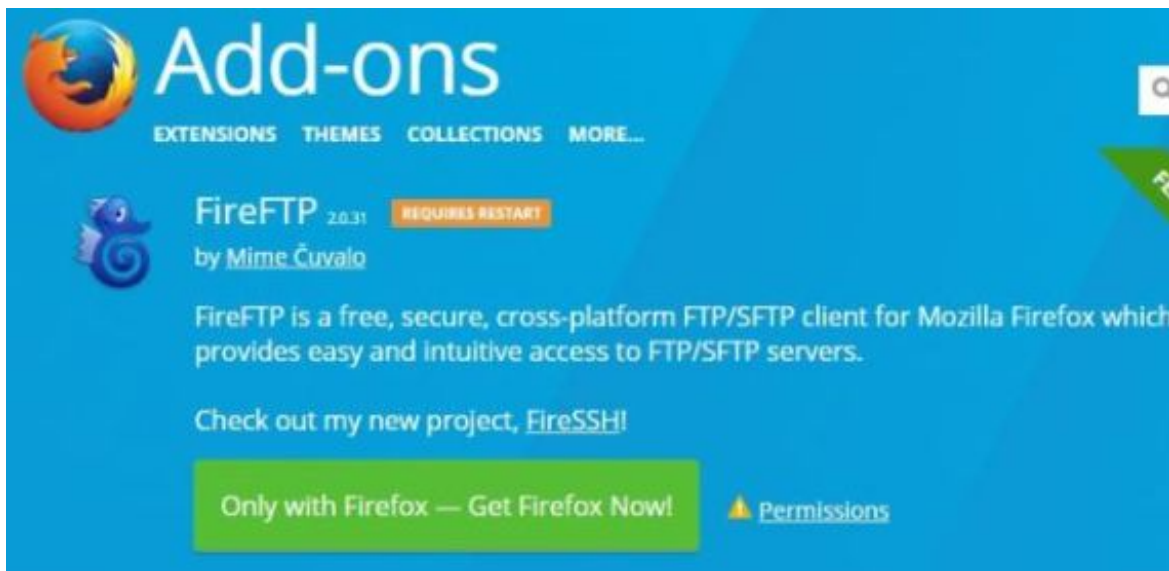 Add-ons
EXTENSIONS THEMES COLLECTIONS MORE...
FireFTP 2.0.31 REQUIRES RESTART
by Mime Čuvalo
FireFTP is a free, secure, cross-platform FTP/SFTP client for Mozilla Firefox which
provides easy and intuitive access to FTP/SFTP servers.
Check out my new project, FireSSH!
Only with Firefox — Get Firefox Now!
Permissions